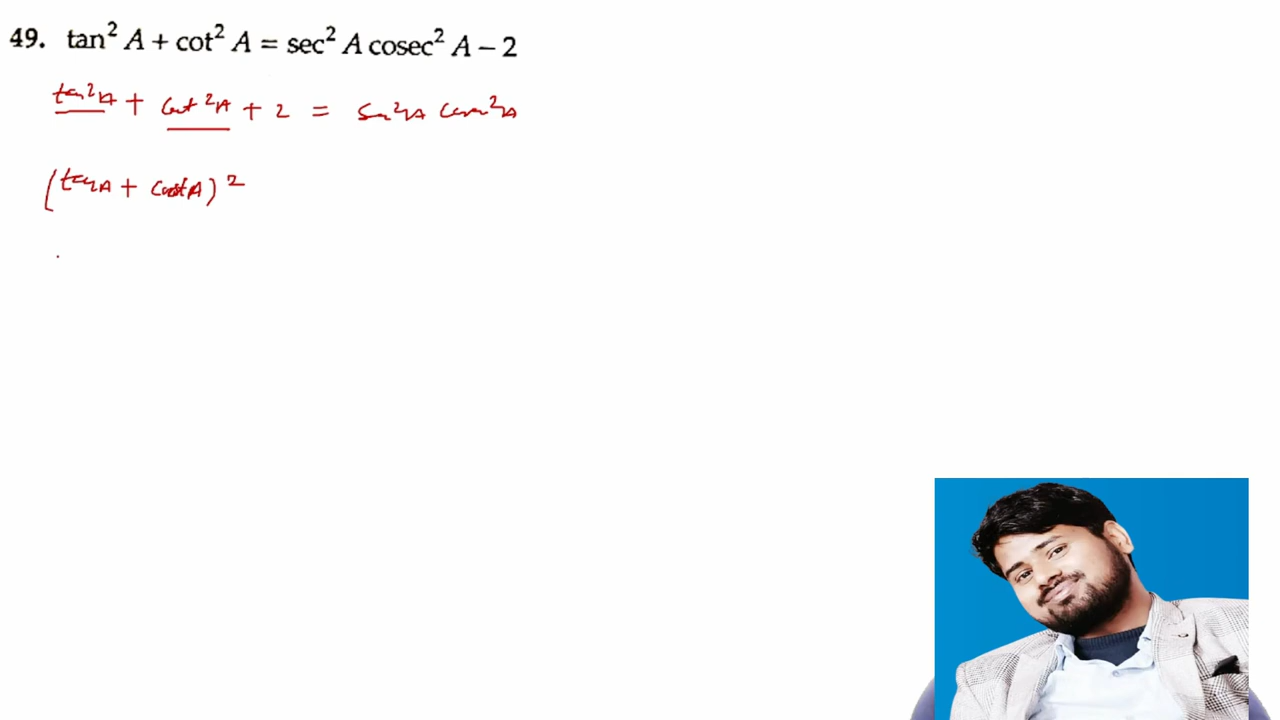 49. tan² A + cot² A = sec² A cosec² A – 2
tan²A + cot²A + 2 = sec²A cosec²A
(tanA + cotA)²